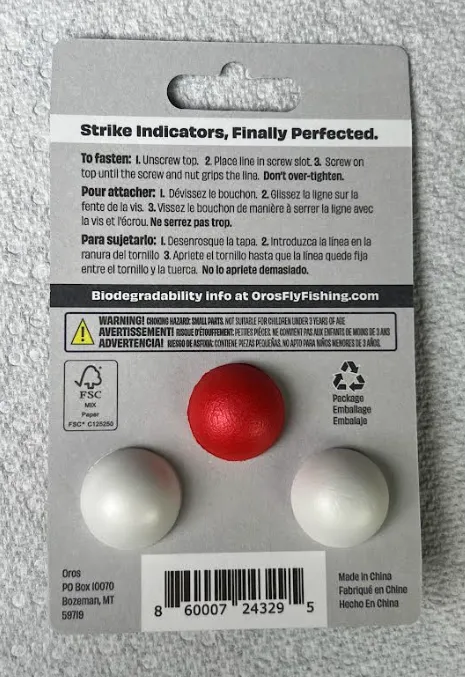 Strike Indicators, Finally Perfected.
To fasten: 1. Unscrew top. 2. Place line in screw slot. 3. Screw on
top until the screw and nut grips the line. Don't over-tighten.
Pour attacher: 1. Dévissez le bouchon. 2. Glissez la ligne sur la
fente de la vis. 3. Vissez le bouchon de manière à serrer la ligne avec
la vis et l'écrou. Ne serrez pas trop.
Para sujetarlo: 1. Desenrosque la tapa. 2. Introduzca la línea en la
ranura del tornillo 3. Apriete el tornillo hasta que la línea quede fija
entre el tornillo y la tuerca. No lo apriete demasiado.
Biodegradability info at OrosFlyFishing.com
WARNING! CHOKING HAZARD: SMALL PARTS. NOT SUITABLE FOR CHILDREN UNDER 3 YEARS OF AGE
AVERTISSEMENT! RISQUE D'ÉTOUFFEMENT: PETITES PIÈCES. NE CONVIENT PAS AUX ENFANTS DE MOINS DE 3 ANS
ADVERTENCIA! RIESGO DE ASFIXIA: CONTIENE PIEZAS PEQUEÑAS. NO APTO PARA NIÑOS MENORES DE 3 AÑOS.
FSC
MIX
Paper
FSC® C125250
Package
Emballage
Embalaje
Oros
PO Box 10070
Bozeman, MT
59719
8 60007 24329 5
Made in China
Fabriqué en Chine
Hecho En China